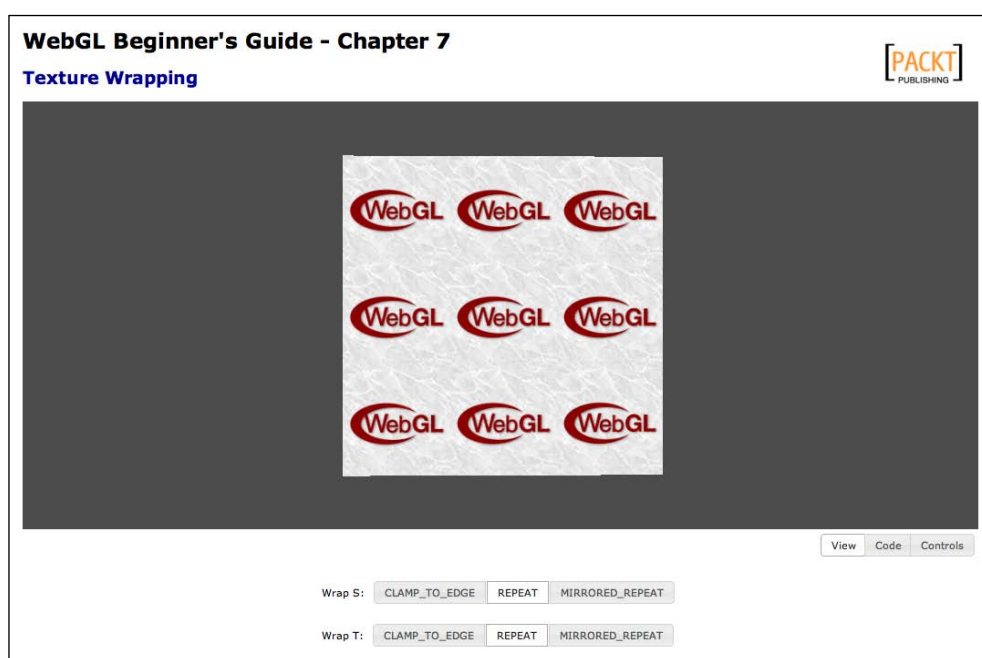 WebGL Beginner's Guide - Chapter 7
Texture Wrapping
[PACKT]
PUBLISHING
WebGL WebGL WebGL
WebGL WebGL WebGL
WebGL WebGL WebGL
View Code Controls
Wrap S: CLAMP_TO_EDGE REPEAT MIRRORED_REPEAT
Wrap T: CLAMP_TO_EDGE REPEAT MIRRORED_REPEAT